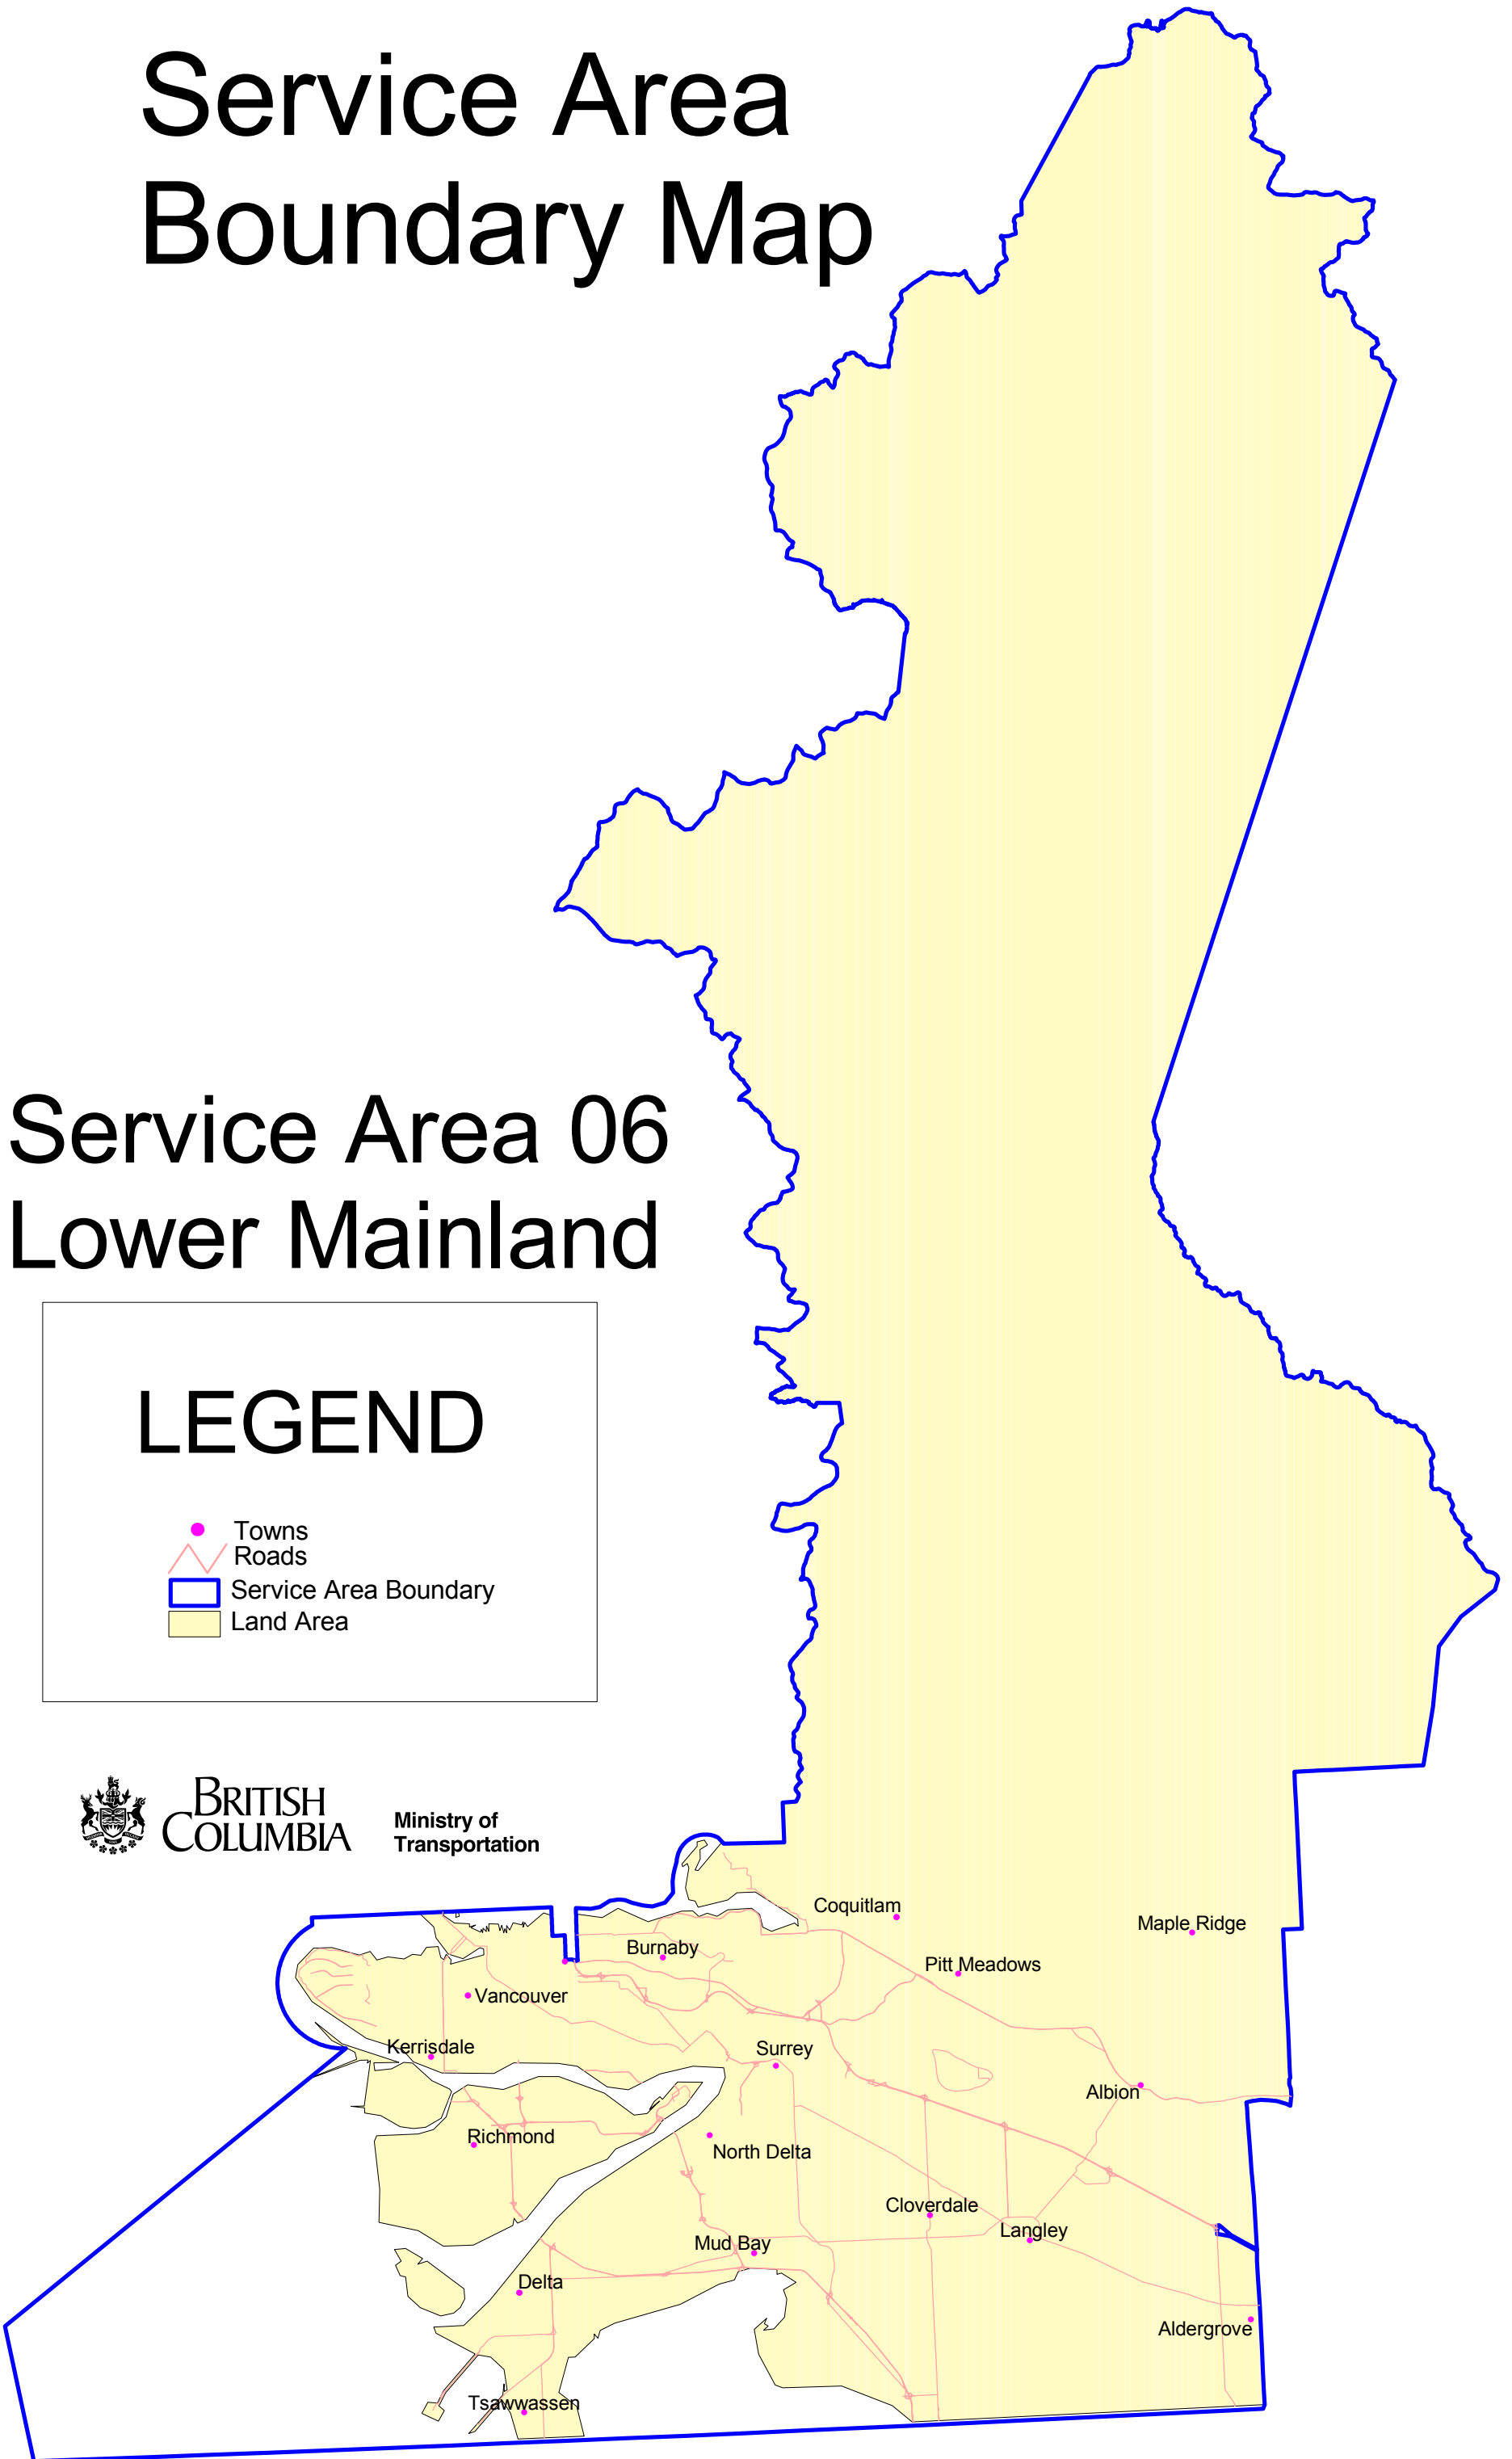 Service Area
Boundary Map
Service Area 06
Lower Mainland
LEGEND
Towns
Roads
Service Area Boundary
Land Area
BRITISH
COLUMBIA
Ministry of
Transportation
Coquitlam
Maple Ridge
Burnaby
Pitt Meadows
Vancouver
Kerrisdale
Surrey
Albion
Richmond
North Delta
Cloverdale
Langley
Mud Bay
Delta
Aldergrove
Tsawwassen